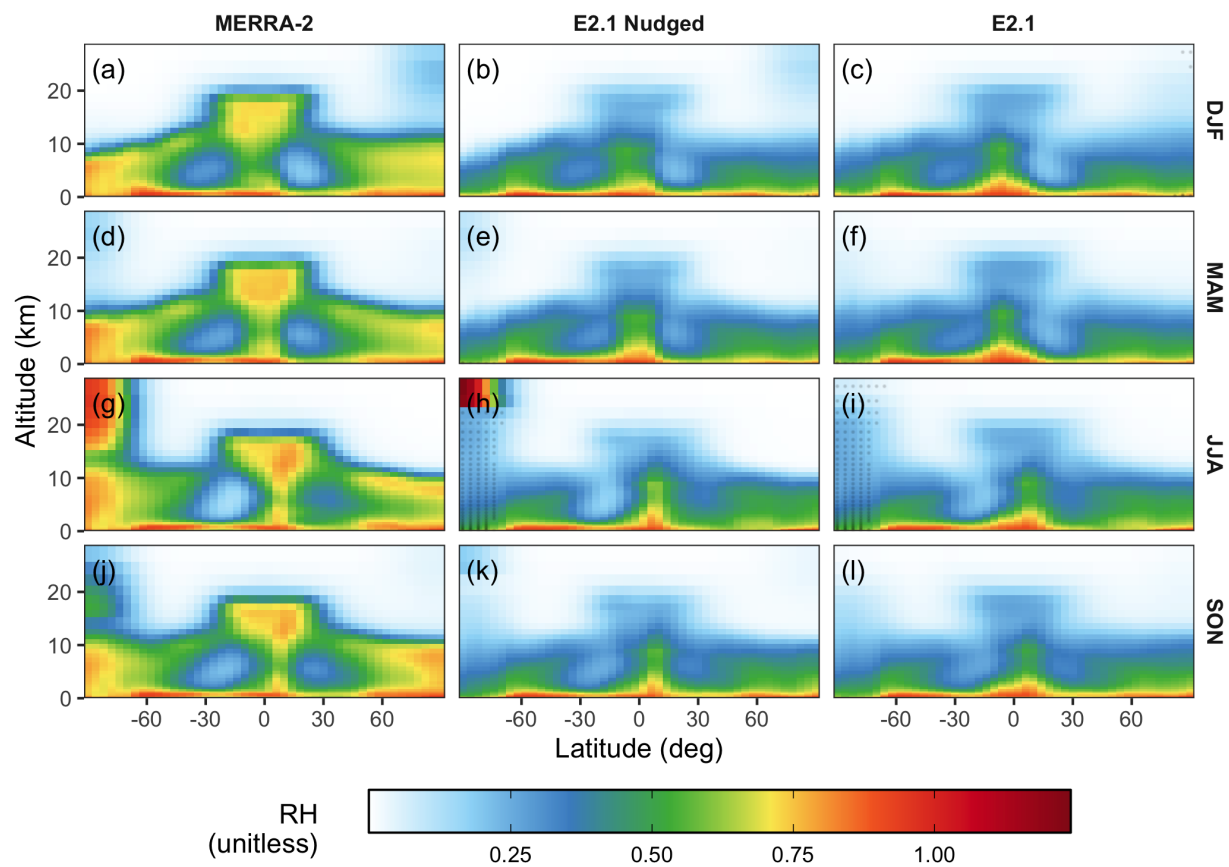 MERRA-2 E2.1 Nudged E2.1
(a) (b) (c) DJF
20
10
0
(d) (e) (f) MAM
20
10
0
(g) (h) (i) JJA
20
10
0
(j) (k) (l) SON
20
10
0
Altitude (km)
-60 -30 0 30 60 -60 -30 0 30 60 -60 -30 0 30 60
Latitude (deg)
RH
(unitless)
0.25 0.50 0.75 1.00